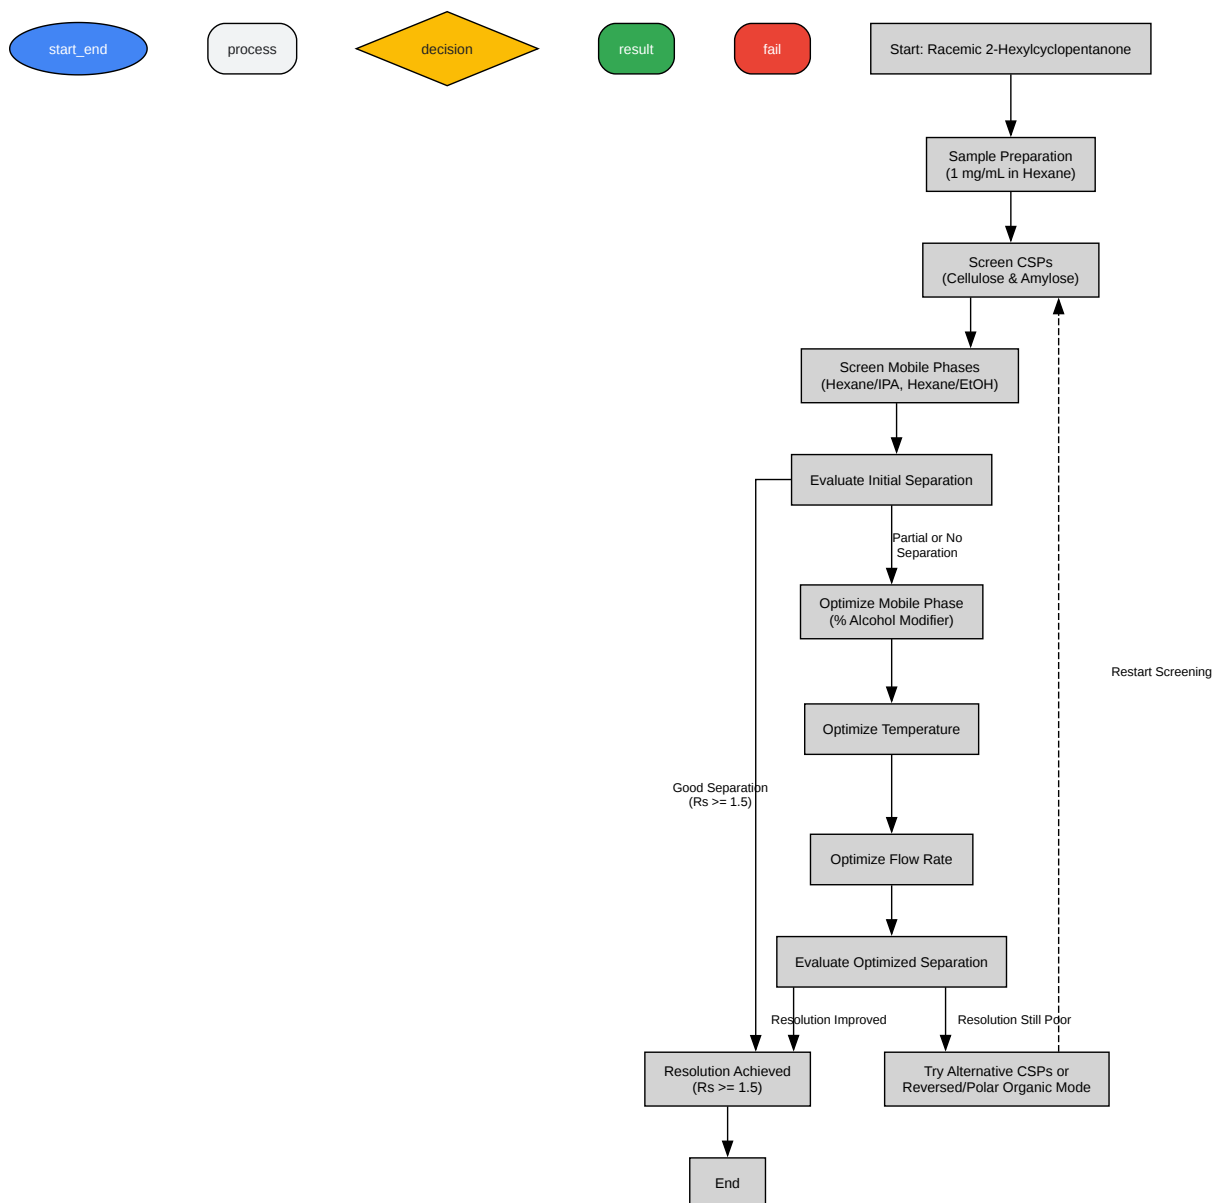 start_end
process
decision
result
fail
Start: Racemic 2-Hexylcyclopentanone
Sample Preparation
(1 mg/mL in Hexane)
Screen CSPs
(Cellulose & Amylose)
Screen Mobile Phases
(Hexane/IPA, Hexane/EtOH)
Evaluate Initial Separation
Partial or No
Separation
Optimize Mobile Phase
(% Alcohol Modifier)
Restart Screening
Optimize Temperature
Good Separation
(Rs >= 1.5)
Optimize Flow Rate
Evaluate Optimized Separation
Resolution Improved
Resolution Still Poor
Resolution Achieved
(Rs >= 1.5)
Try Alternative CSPs or
Reversed/Polar Organic Mode
End